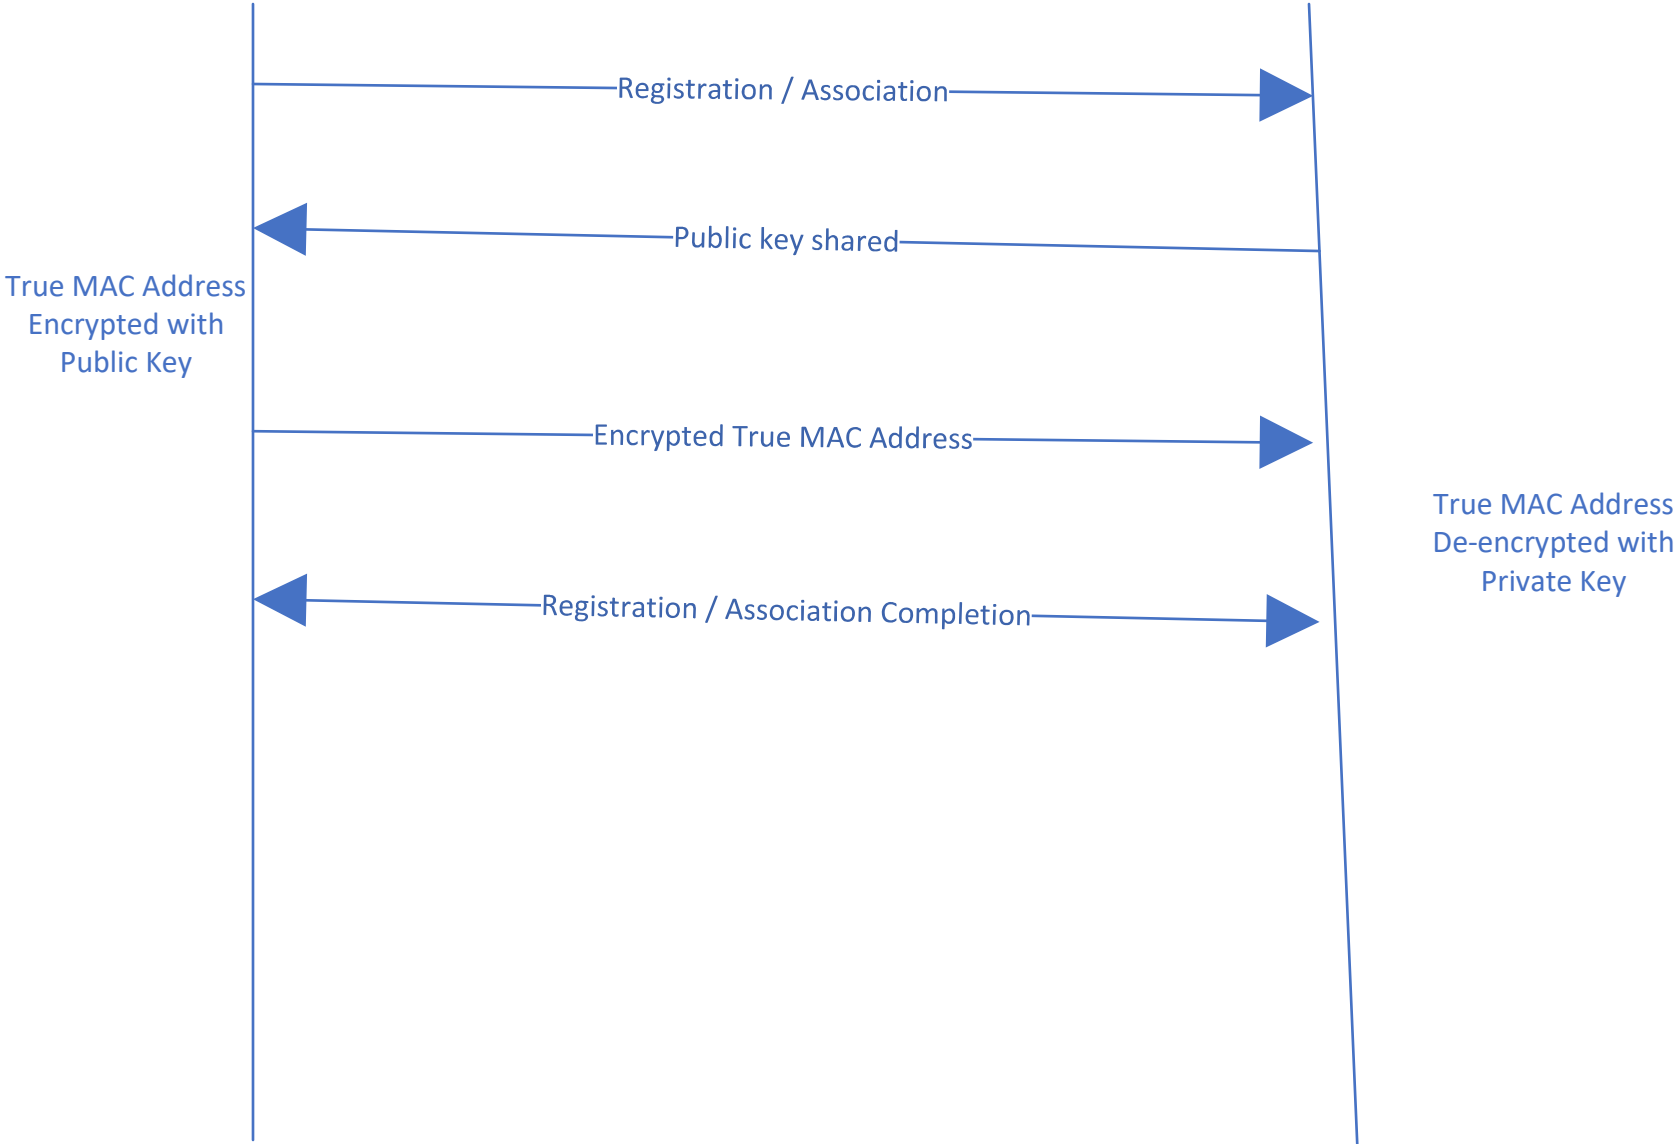 Registration / Association
Public key shared
True MAC Address
Encrypted with
Public Key
Encrypted True MAC Address
True MAC Address
De-encrypted with
Private Key
Registration / Association Completion